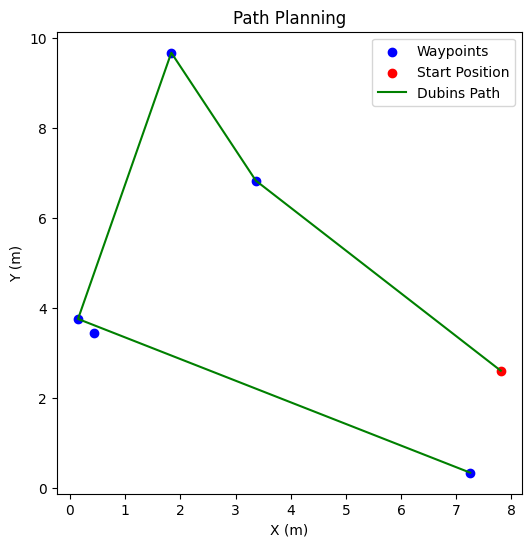 Path Planning
Waypoints
Start Position
Dubins Path
Y (m)
10
8
6
4
2
0
0 1 2 3 4 5 6 7 8
X (m)